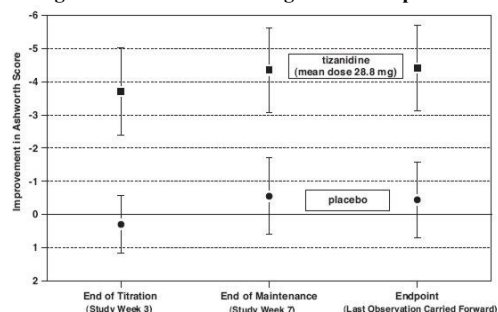 -6
-5
-4
-3
-2
-1
0
1
2
Improvement in Ashworth Score
tizanidine
(mean dose 28.8 mg)
placebo
End of Titration
(Study Week 3)
End of Maintenance
(Study Week 7)
Endpoint
(Last Observation Carried Forward)